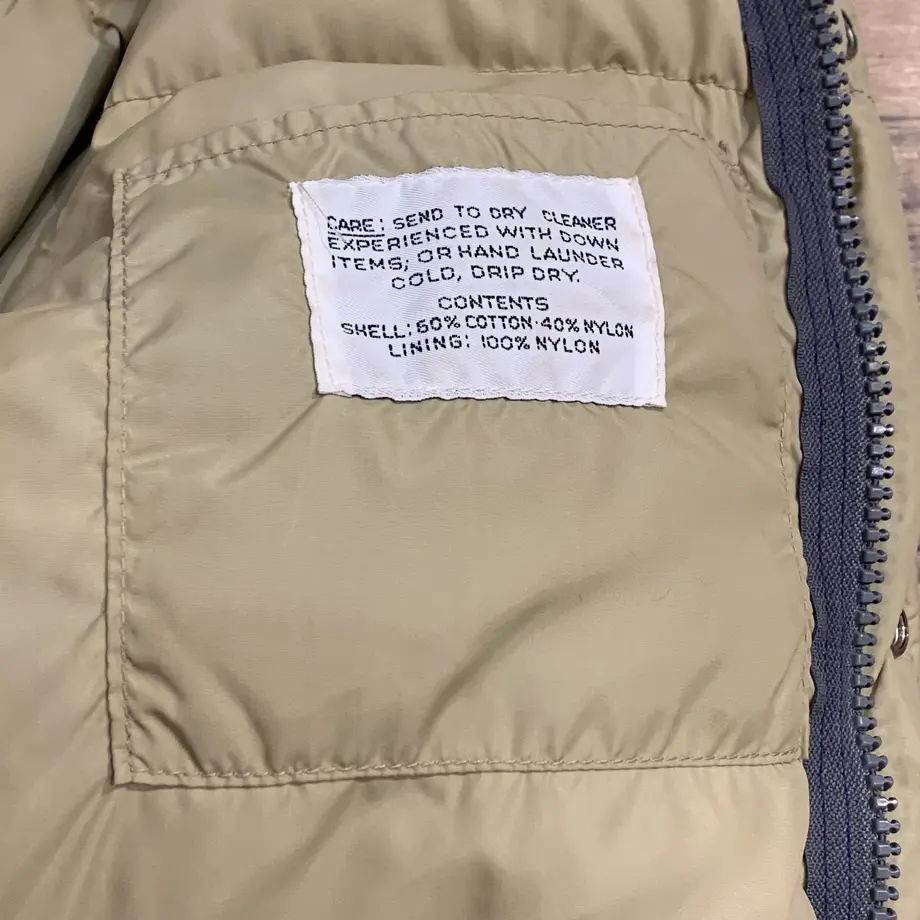 CARE: SEND TO DRY CLEANER
EXPERIENCED WITH DOWN
ITEMS; OR HAND LAUNDER
COLD, DRIP DRY.
CONTENTS
SHELL: 60% COTTON·40% NYLON
LINING: 100% NYLON